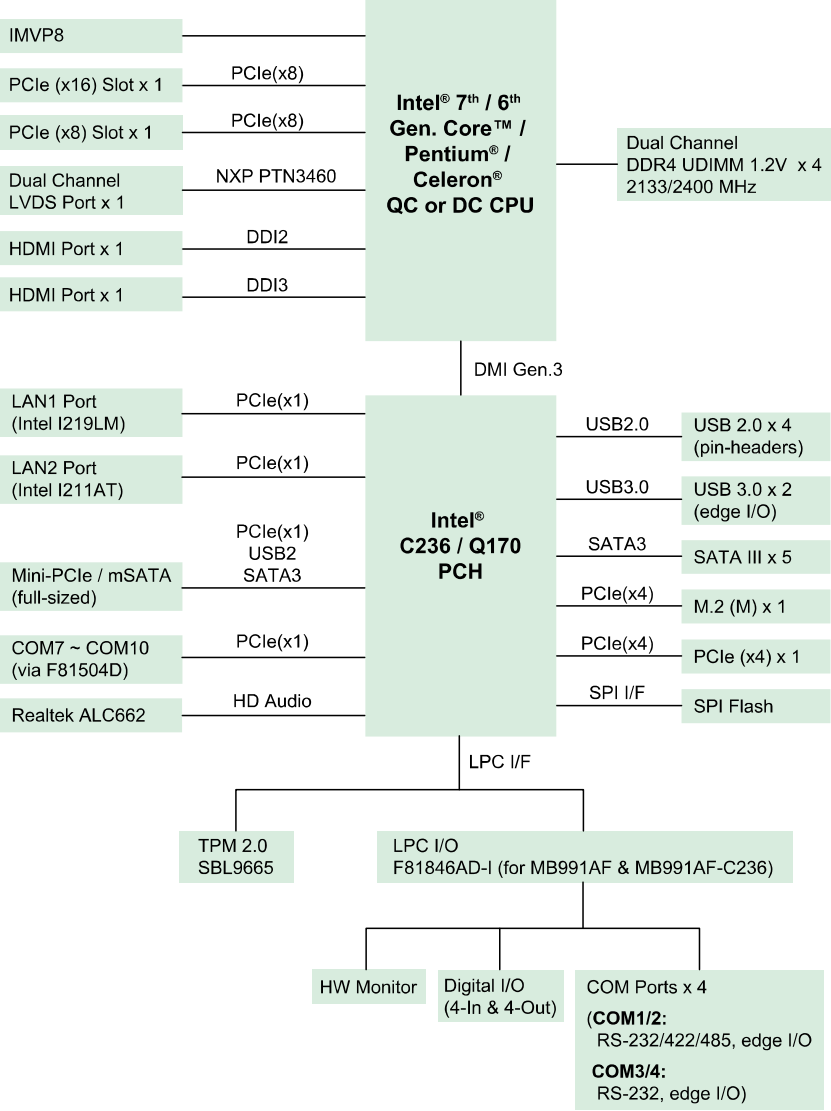 IMVP8
PCIe (x16) Slot x 1
PCIe(x8)
PCIe (x8) Slot x 1
PCIe(x8)
Dual Channel
LVDS Port x 1
NXP PTN3460
HDMI Port x 1
DDI2
HDMI Port x 1
DDI3
Intel® 7th / 6th
Gen. Core™ /
Pentium® /
Celeron®
QC or DC CPU
Dual Channel
DDR4 UDIMM 1.2V x 4
2133/2400 MHz
DMI Gen.3
LAN1 Port
(Intel I219LM)
PCIe(x1)
LAN2 Port
(Intel I211AT)
PCIe(x1)
Mini-PCIe / mSATA
(full-sized)
PCIe(x1)
USB2
SATA3
COM7 ~ COM10
(via F81504D)
PCIe(x1)
Realtek ALC662
HD Audio
Intel®
C236 / Q170
PCH
USB2.0
USB 2.0 x 4
(pin-headers)
USB3.0
USB 3.0 x 2
(edge I/O)
SATA3
SATA III x 5
PCIe(x4)
M.2 (M) x 1
PCIe(x4)
PCIe (x4) x 1
SPI I/F
SPI Flash
LPC I/F
TPM 2.0
SBL9665
LPC I/O
F81846AD-I (for MB991AF & MB991AF-C236)
HW Monitor
Digital I/O
(4-In & 4-Out)
COM Ports x 4
(COM1/2:
RS-232/422/485, edge I/O
COM3/4:
RS-232, edge I/O)